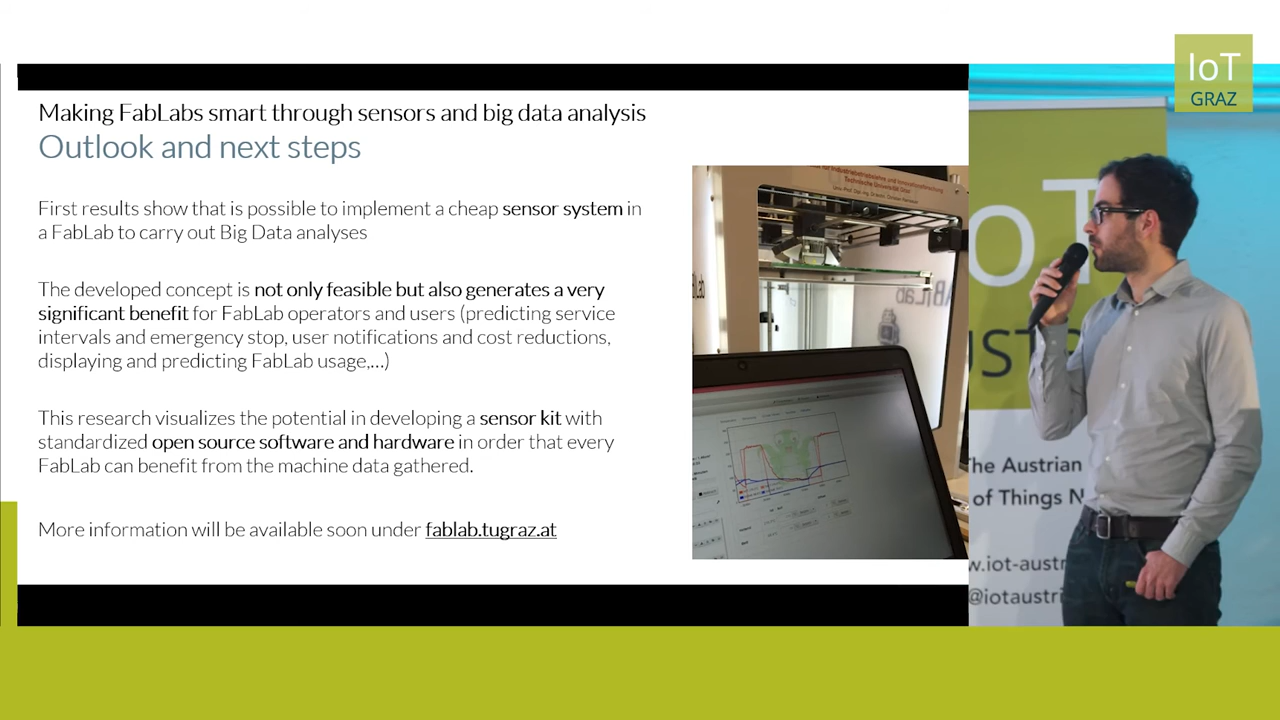 IoT
GRAZ
Making FabLabs smart through sensors and big data analysis
Outlook and next steps
First results show that is possible to implement a cheap sensor system in
a FabLab to carry out Big Data analyses
The developed concept is not only feasible but also generates a very
significant benefit for FabLab operators and users (predicting service
intervals and emergency stop, user notifications and cost reductions,
displaying and predicting FabLab usage,...)
This research visualizes the potential in developing a sensor kit with
standardized open source software and hardware in order that every
FabLab can benefit from the machine data gathered.
More information will be available soon under fablab.tugraz.at
Technische Universität Graz
oT
UST
The Austrian
of Things N
w.iot-austr
@iotaustri